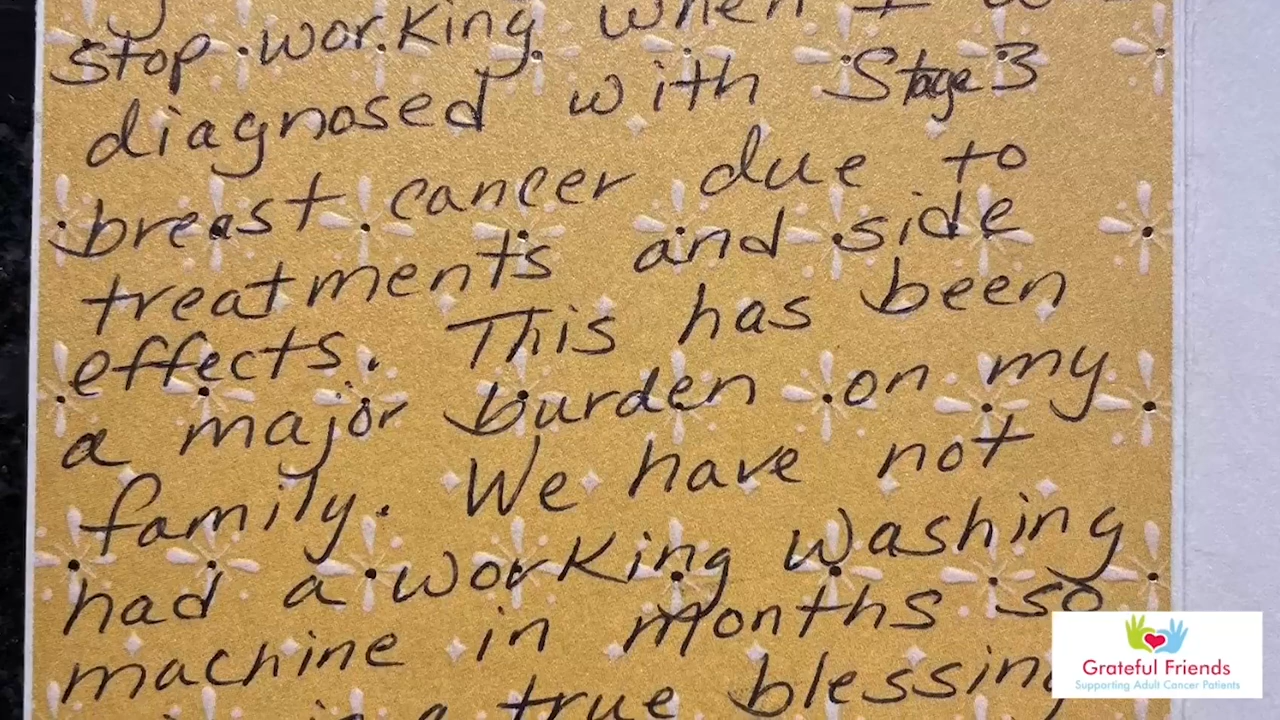 stop working when I
diagnosed with Stage 3
breast cancer due to
treatments and side
effects. This has been
a major burden on my
family. We have not
had a working washing
machine in months so
true blessing
Grateful Friends
Supporting Adult Cancer Patients